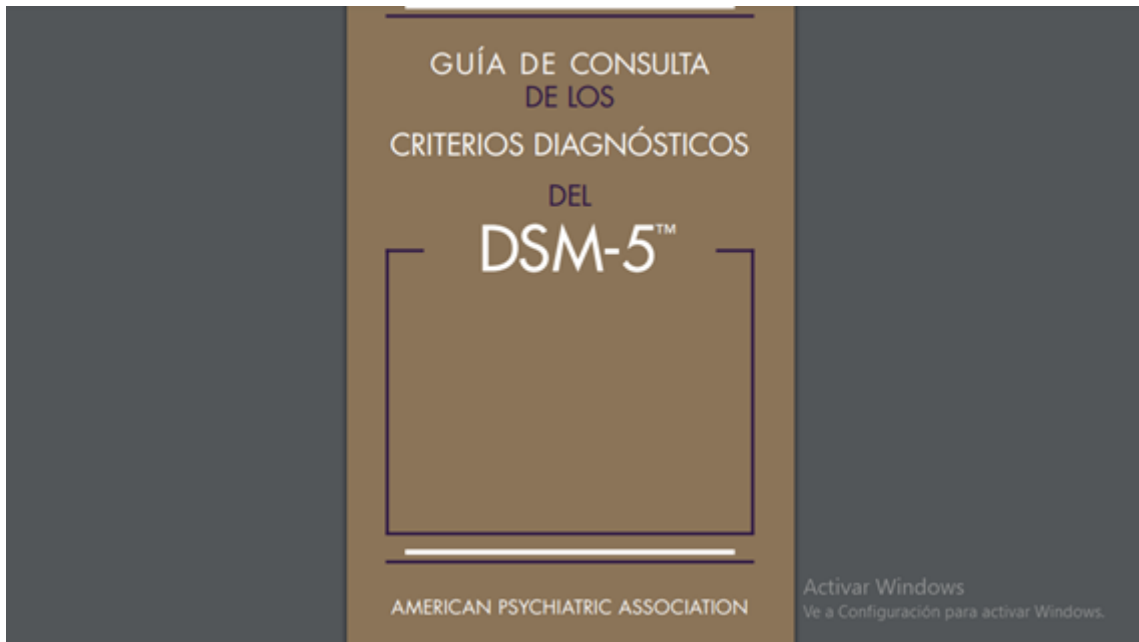 GUÍA DE CONSULTA
DE LOS
CRITERIOS DIAGNÓSTICOS
DEL
DSM-5™
AMERICAN PSYCHIATRIC ASSOCIATION
Activar Windows
Ve a Configuración para activar Windows.